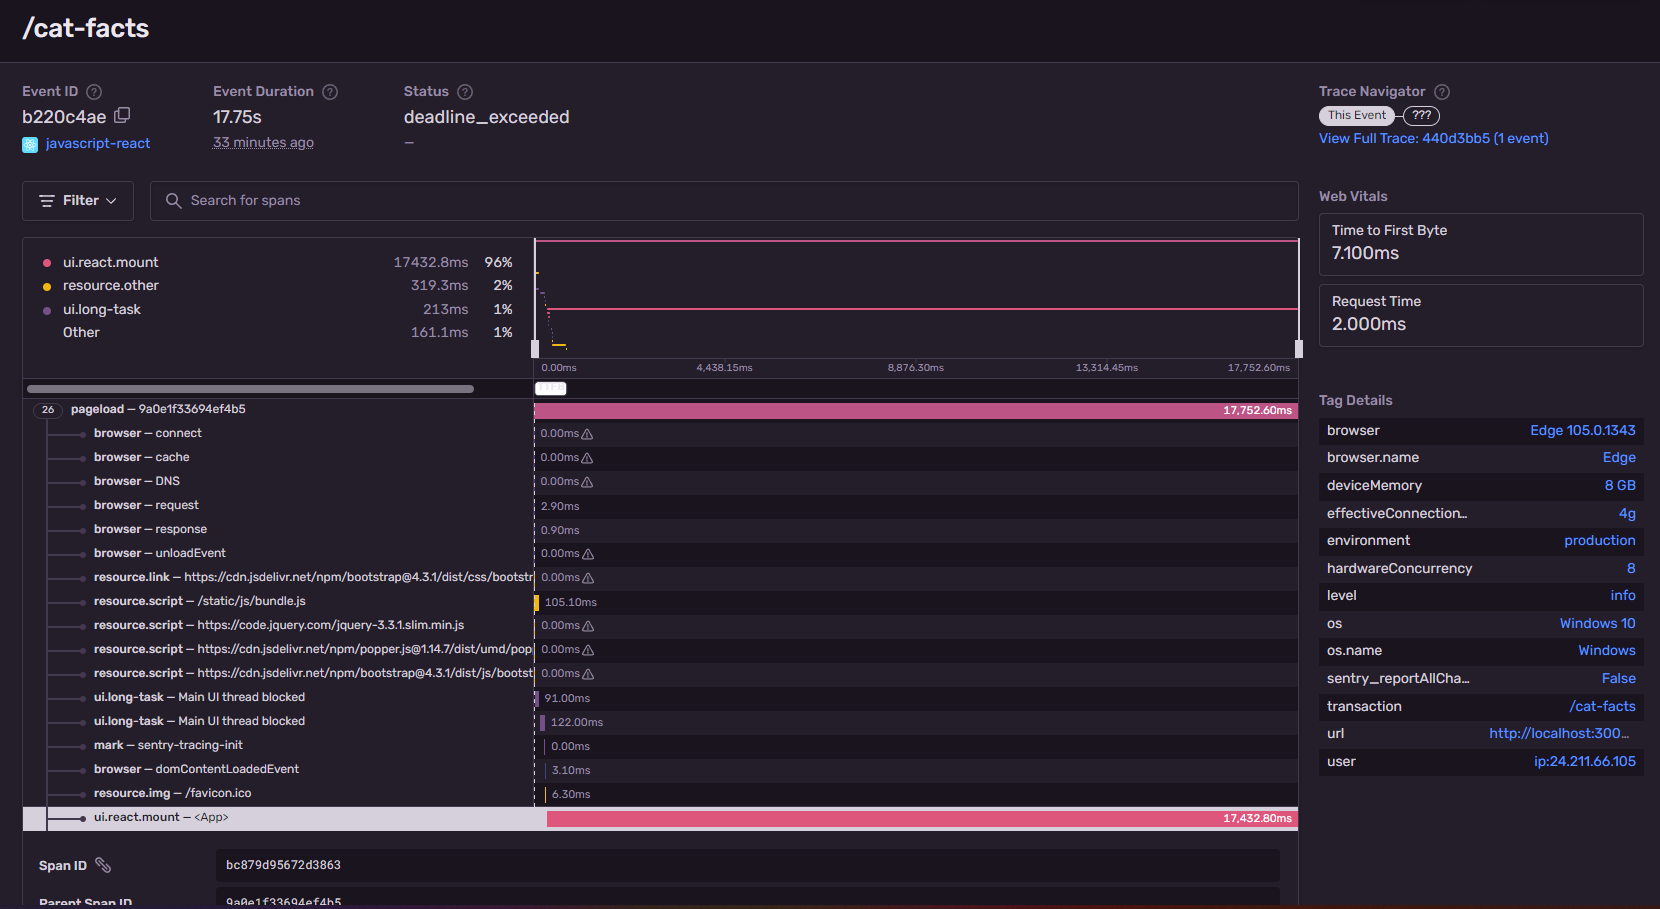 /cat-facts
Event ID
Event Duration
Status
Trace Navigator
b220c4ae
17.75s
deadline_exceeded
This Event
???
javascript-react
33 minutes ago
—
View Full Trace: 440d3bb5 (1 event)
Filter
Search for spans
Web Vitals
Time to First Byte
7.100ms
Request Time
2.000ms
ui.react.mount 17432.8ms 96%
resource.other 319.3ms 2%
ui.long-task 213ms 1%
Other 161.1ms 1%
0.00ms 4,438.15ms 8,876.30ms 13,314.45ms 17,752.60ms
26 pageload — 9a0e1f33694ef4b5 17,752.60ms
browser — connect 0.00ms
browser — cache 0.00ms
browser — DNS 0.00ms
browser — request 2.90ms
browser — response 0.90ms
browser — unloadEvent 0.00ms
resource.link — https://cdn.jsdelivr.net/npm/bootstrap@4.3.1/dist/css/bootstr 0.00ms
resource.script — /static/js/bundle.js 105.10ms
resource.script — https://code.jquery.com/jquery-3.3.1.slim.min.js 0.00ms
resource.script — https://cdn.jsdelivr.net/npm/popper.js@1.14.7/dist/umd/pop 0.00ms
resource.script — https://cdn.jsdelivr.net/npm/bootstrap@4.3.1/dist/js/bootst 0.00ms
ui.long-task — Main UI thread blocked 91.00ms
ui.long-task — Main UI thread blocked 122.00ms
mark — sentry-tracing-init 0.00ms
browser — domContentLoadedEvent 3.10ms
resource.img — /favicon.ico 6.30ms
ui.react.mount — <App> 17,432.80ms
Span ID bc879d95672d3863
Parent Span ID 9a0e1f33694ef4b5
Tag Details
browser Edge 105.0.1343
browser.name Edge
deviceMemory 8 GB
effectiveConnection... 4g
environment production
hardwareConcurrency 8
level info
os Windows 10
os.name Windows
sentry_reportAllCha... False
transaction /cat-facts
url http://localhost:300...
user ip:24.211.66.105